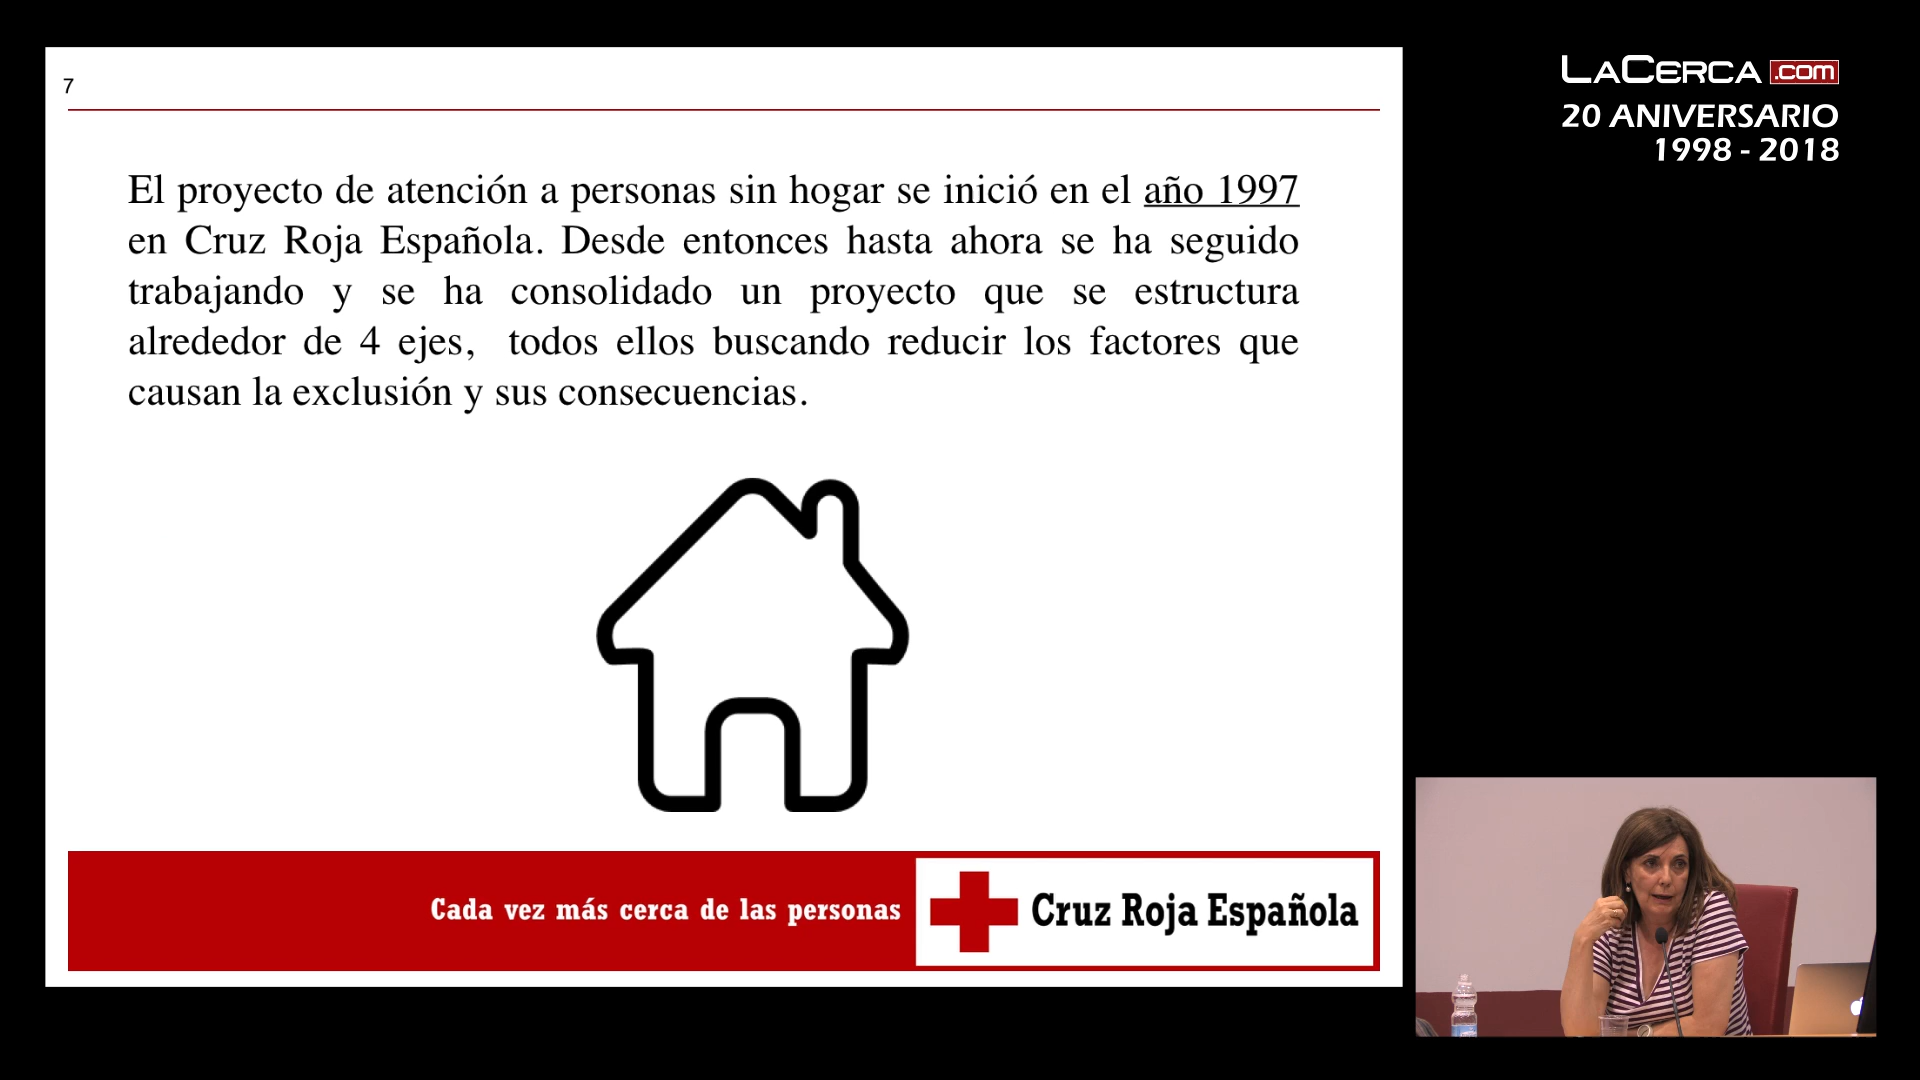 7
El proyecto de atención a personas sin hogar se inició en el año 1997
en Cruz Roja Española. Desde entonces hasta ahora se ha seguido
trabajando y se ha consolidado un proyecto que se estructura
alrededor de 4 ejes, todos ellos buscando reducir los factores que
causan la exclusión y sus consecuencias.
Cada vez más cerca de las personas
Cruz Roja Española
LACERCA.com
20 ANIVERSARIO
1998 - 2018